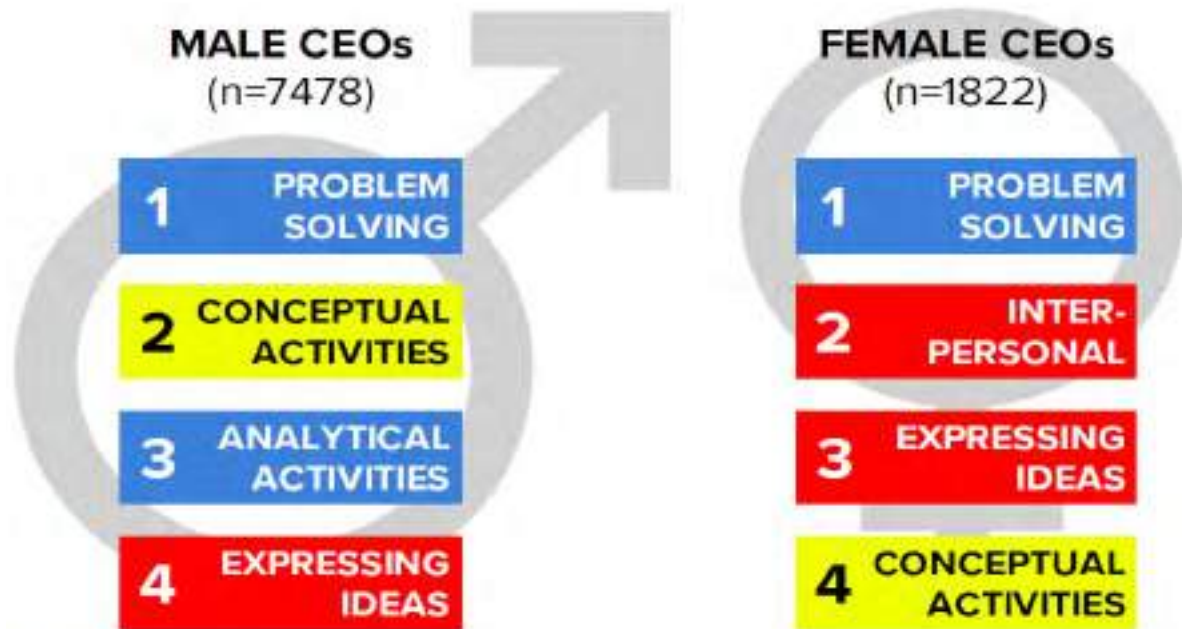 MALE CEOs
(n=7478)
1 PROBLEM
SOLVING
2 CONCEPTUAL
ACTIVITIES
3 ANALYTICAL
ACTIVITIES
4 EXPRESSING
IDEAS
FEMALE CEOs
(n=1822)
1 PROBLEM
SOLVING
2 INTER-
PERSONAL
3 EXPRESSING
IDEAS
4 CONCEPTUAL
ACTIVITIES